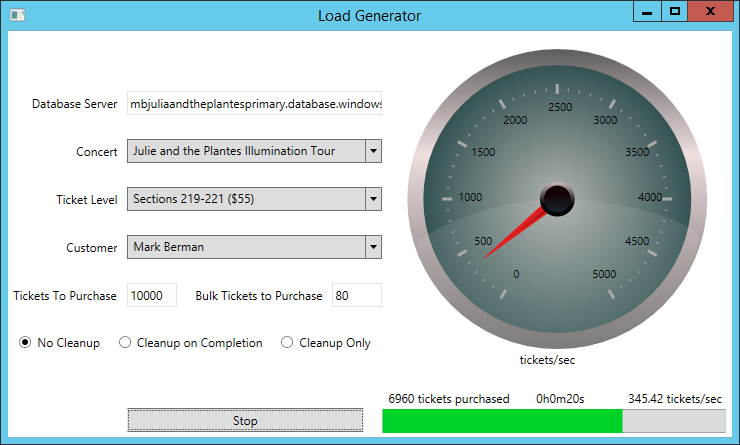 Load Generator
Database Server mbjuliaandtheplantesprimary.database.windows
Concert Julie and the Plantes Illumination Tour
Ticket Level Sections 219-221 ($55)
Customer Mark Berman
Tickets To Purchase 10000 Bulk Tickets to Purchase 80
No Cleanup Cleanup on Completion Cleanup Only
Stop
2500
2000 3000
1500 3500
1000 4000
500 4500
0 5000
tickets/sec
6960 tickets purchased 0h0m20s 345.42 tickets/sec